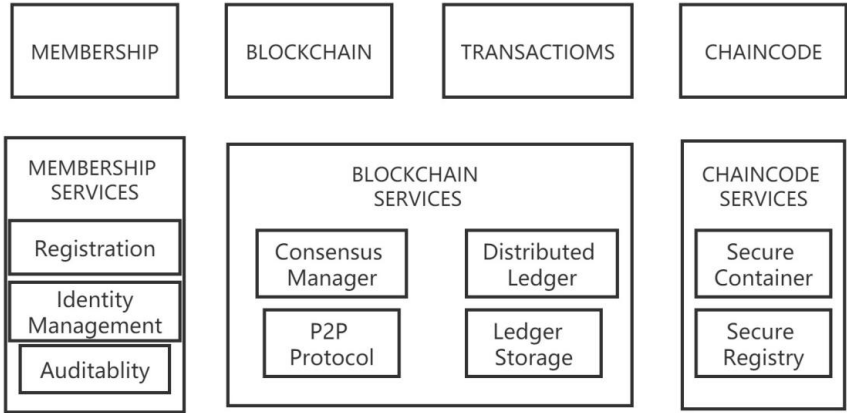 MEMBERSHIP
BLOCKCHAIN
TRANSACTIOMS
CHAINCODE
MEMBERSHIP
SERVICES
Registration
Identity
Management
Auditablity
BLOCKCHAIN
SERVICES
Consensus
Manager
Distributed
Ledger
P2P
Protocol
Ledger
Storage
CHAINCODE
SERVICES
Secure
Container
Secure
Registry